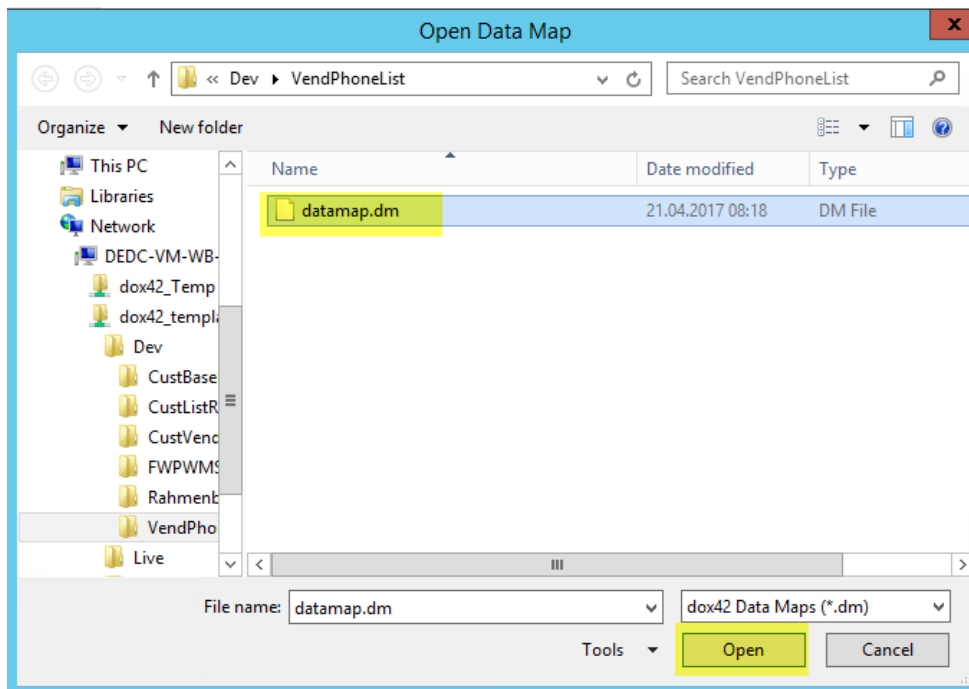 Open Data Map
x
« Dev VendPhoneList
Search VendPhoneList
Organize New folder
This PC
Libraries
Network
DEDC-VM-WB-
dox42_Temp
dox42_templa
Dev
CustBase
CustListR
CustVend
FWPWMS
Rahmenb
VendPho
Live
Name Date modified Type
datamap.dm 21.04.2017 08:18 DM File
File name: datamap.dm dox42 Data Maps (*.dm)
Tools Open Cancel